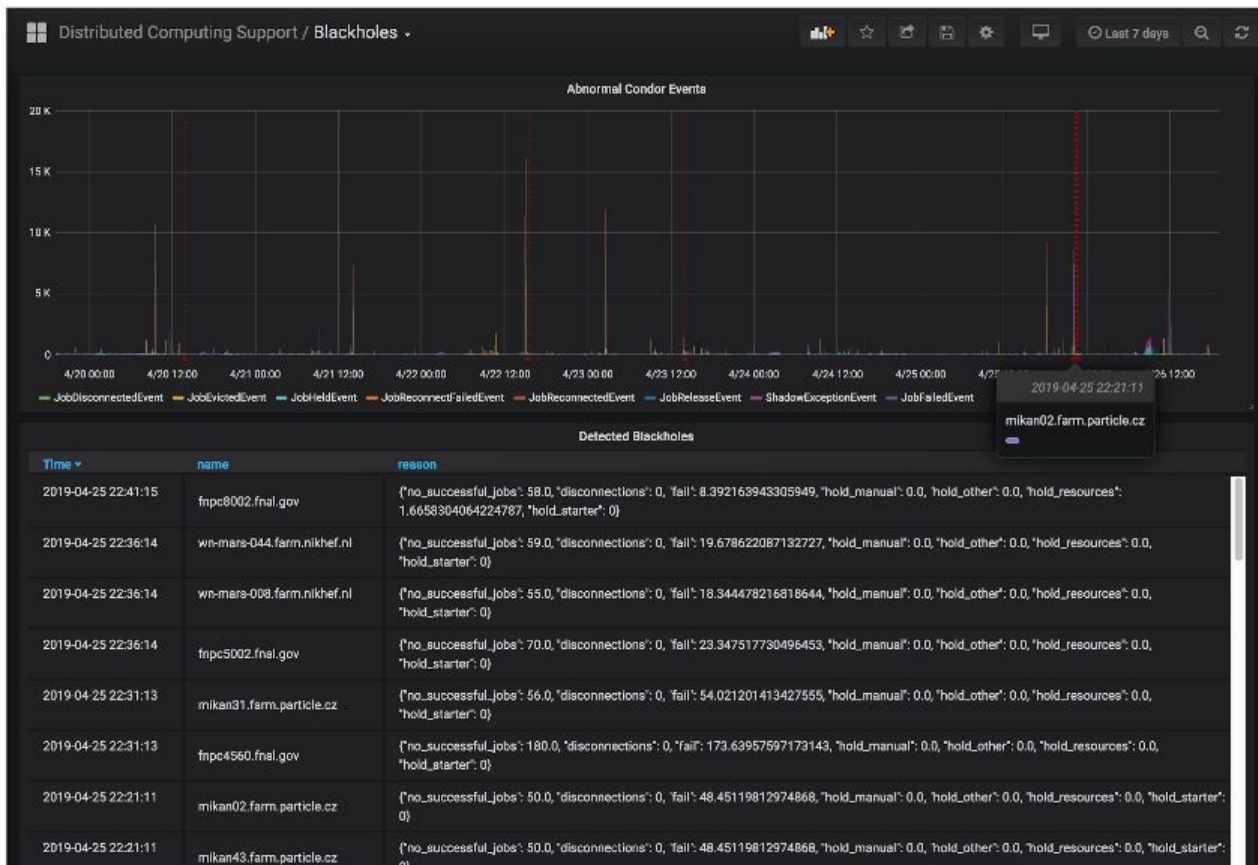 Distributed Computing Support / Blackholes
Last 7 days
Abnormal Condor Events
20 K
15 K
10 K
5 K
0
4/20 00:00 4/20 12:00 4/21 00:00 4/21 12:00 4/22 00:00 4/22 12:00 4/23 00:00 4/23 12:00 4/24 00:00 4/24 12:00 4/25 00:00 26 12:00
JobDisconnectedEvent JobEvictedEvent JobHeldEvent JobReconnectFailedEvent JobReconnectedEvent JobReleaseEvent ShadowExceptionEvent JobFailedEvent
2019-04-25 22:21:11
mikan02.farm.particle.cz
Detected Blackholes
Time name reason
2019-04-25 22:41:15 fnpc8002.fnal.gov {"no_successful_jobs": 58.0, "disconnections": 0, "fail": 8.392163943305949, "hold_manual": 0.0, "hold_other": 0.0, "hold_resources":
1.6658304064224787, "hold_starter": 0}
2019-04-25 22:36:14 wn-mars-044.farm.nikhef.nl {"no_successful_jobs": 59.0, "disconnections": 0, "fail": 19.678622087132727, "hold_manual": 0.0, "hold_other": 0.0, "hold_resources": 0.0,
"hold_starter": 0}
2019-04-25 22:36:14 wn-mars-008.farm.nikhef.nl {"no_successful_jobs": 55.0, "disconnections": 0, "fail": 18.344478216818644, "hold_manual": 0.0, "hold_other": 0.0, "hold_resources": 0.0,
"hold_starter": 0}
2019-04-25 22:36:14 fnpc5002.fnal.gov {"no_successful_jobs": 70.0, "disconnections": 0, "fail": 23.347517730496453, "hold_manual": 0.0, "hold_other": 0.0, "hold_resources": 0.0,
"hold_starter": 0}
2019-04-25 22:31:13 mikan31.farm.particle.cz {"no_successful_jobs": 56.0, "disconnections": 0, "fail": 54.021201413427555, "hold_manual": 0.0, "hold_other": 0.0, "hold_resources": 0.0,
"hold_starter": 0}
2019-04-25 22:31:13 fnpc4560.fnal.gov {"no_successful_jobs": 180.0, "disconnections": 0, "fail": 173.63957597173143, "hold_manual": 0.0, "hold_other": 0.0, "hold_resources": 0.0,
"hold_starter": 0}
2019-04-25 22:21:11 mikan02.farm.particle.cz {"no_successful_jobs": 50.0, "disconnections": 0, "fail": 48.45119812974868, "hold_manual": 0.0, "hold_other": 0.0, "hold_resources": 0.0, "hold_starter":
0}
2019-04-25 22:21:11 mikan43.farm.particle.cz {"no_successful_jobs": 50.0, "disconnections": 0, "fail": 48.45119812974868, "hold_manual": 0.0, "hold_other": 0.0, "hold_resources": 0.0, "hold_starter":